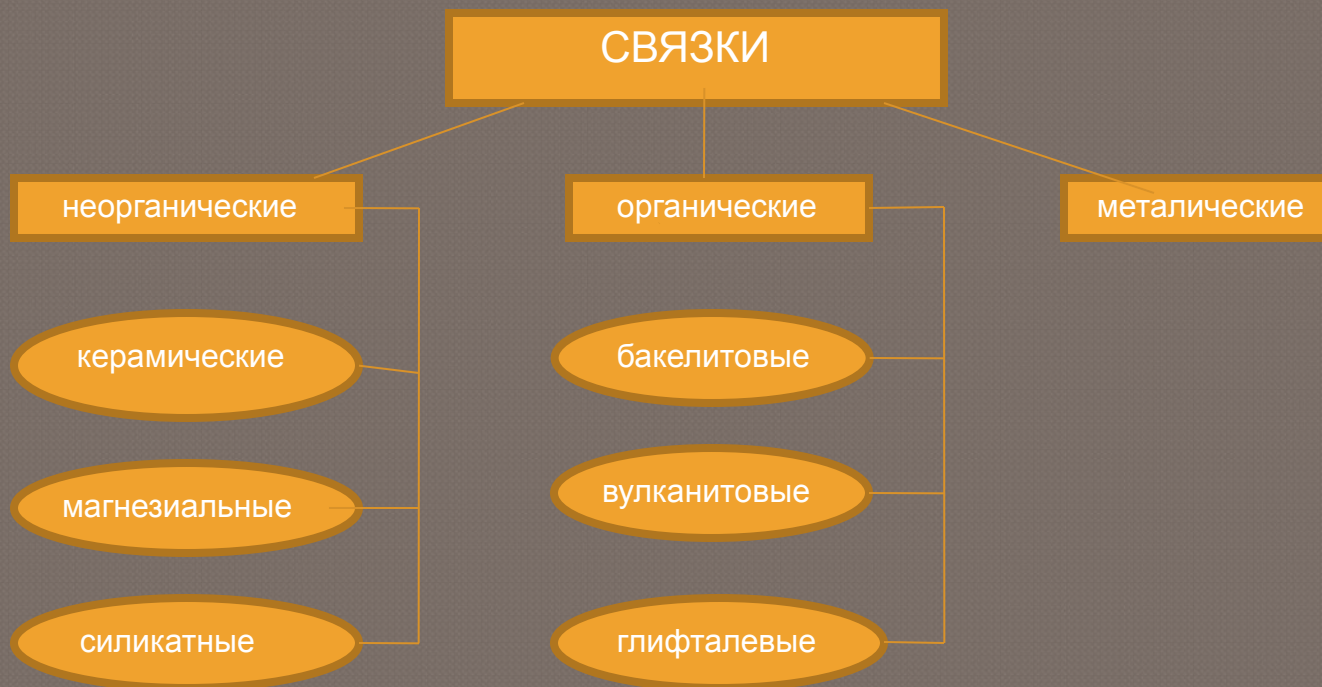 СВЯЗКИ
неорганические
органические
металические
керамические
бакелитовые
магнезиальные
вулканитовые
силикатные
глифталевые